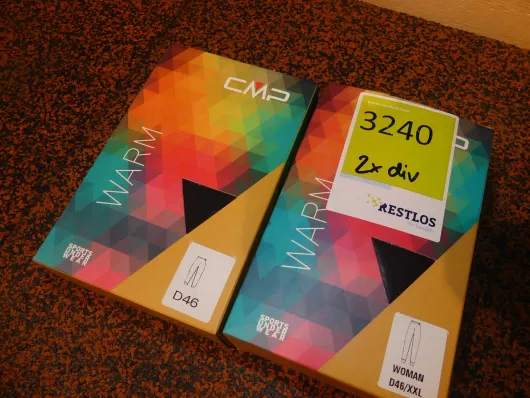 CMP
WARM
SPORTS
UNDER
WEAR
D46
3240
2x div
RESTLOS
P
WARM
SPORTS
UNDER
WEAR
WOMAN
D46/XXL